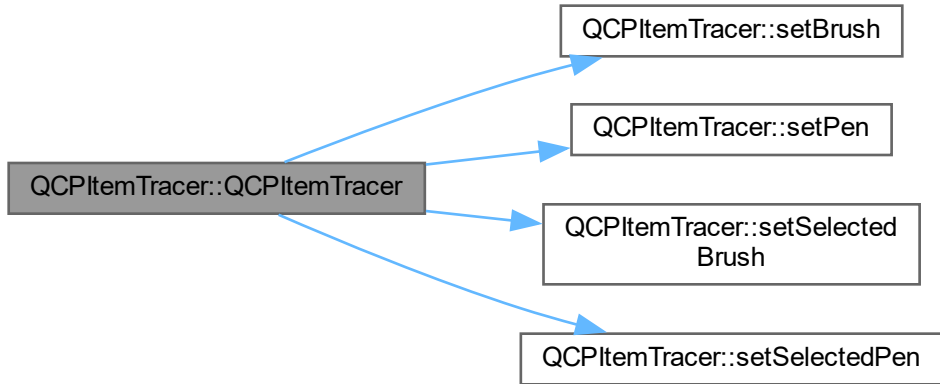 QCPItemTracer::setBrush
QCPItemTracer::setPen
QCPItemTracer::QCPItemTracer
QCPItemTracer::setSelected
Brush
QCPItemTracer::setSelectedPen